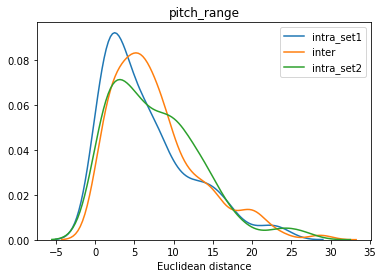 pitch_range
intra_set1
inter
intra_set2
0.08
0.06
0.04
0.02
0.00
−5 0 5 10 15 20 25 30 35
Euclidean distance